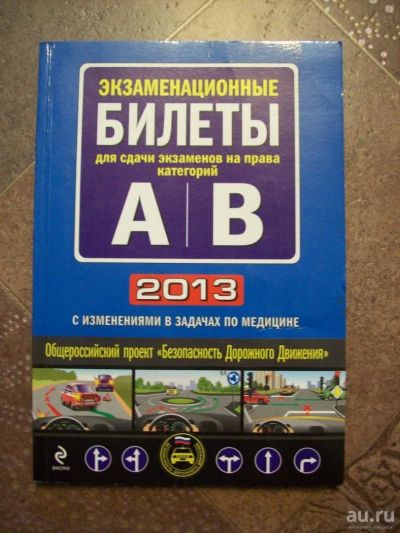 ЭКЗАМЕНАЦИОННЫЕ
БИЛЕТЫ
для сдачи экзаменов на права
категорий
A B
2013
С ИЗМЕНЕНИЯМИ В ЗАДАЧАХ ПО МЕДИЦИНЕ
Общероссийский проект «Безопасность Дорожного Движения»
ЭКСМО
au.ru